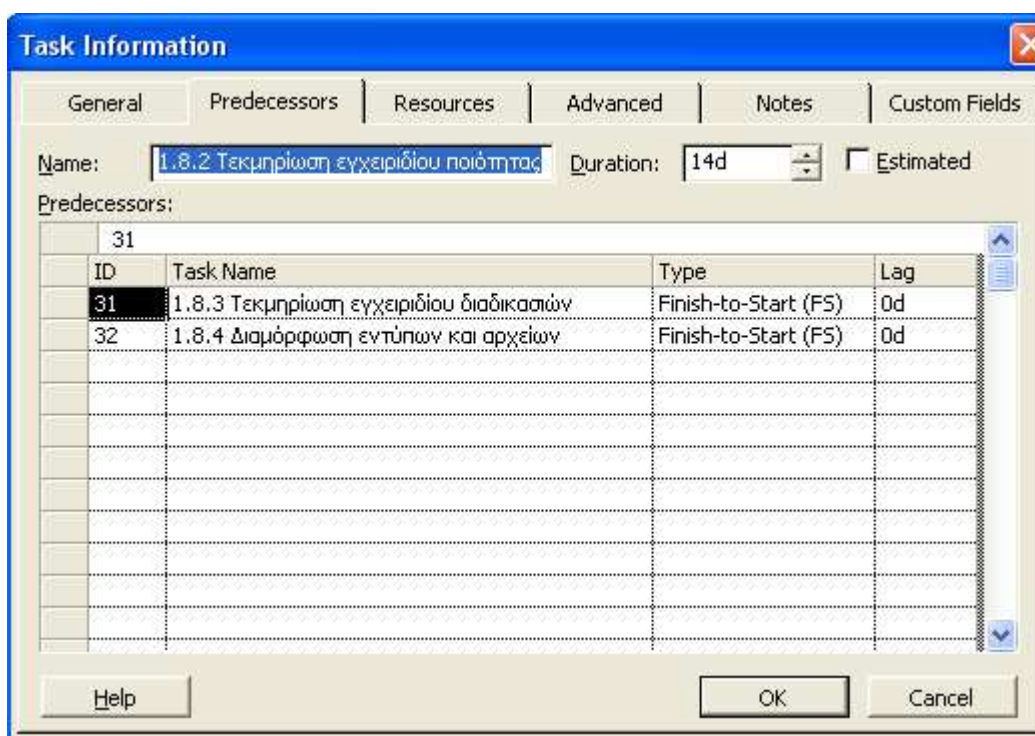 Task Information
General Predecessors Resources Advanced Notes Custom Fields
Name: 1.8.2 Τεκμηρίωση εγχειριδίου ποιότητας Duration: 14d Estimated
Predecessors:
31
ID Task Name Type Lag
31 1.8.3 Τεκμηρίωση εγχειριδίου διαδικασιών Finish-to-Start (FS) 0d
32 1.8.4 Διαμόρφωση εντύπων και αρχείων Finish-to-Start (FS) 0d
Help OK Cancel